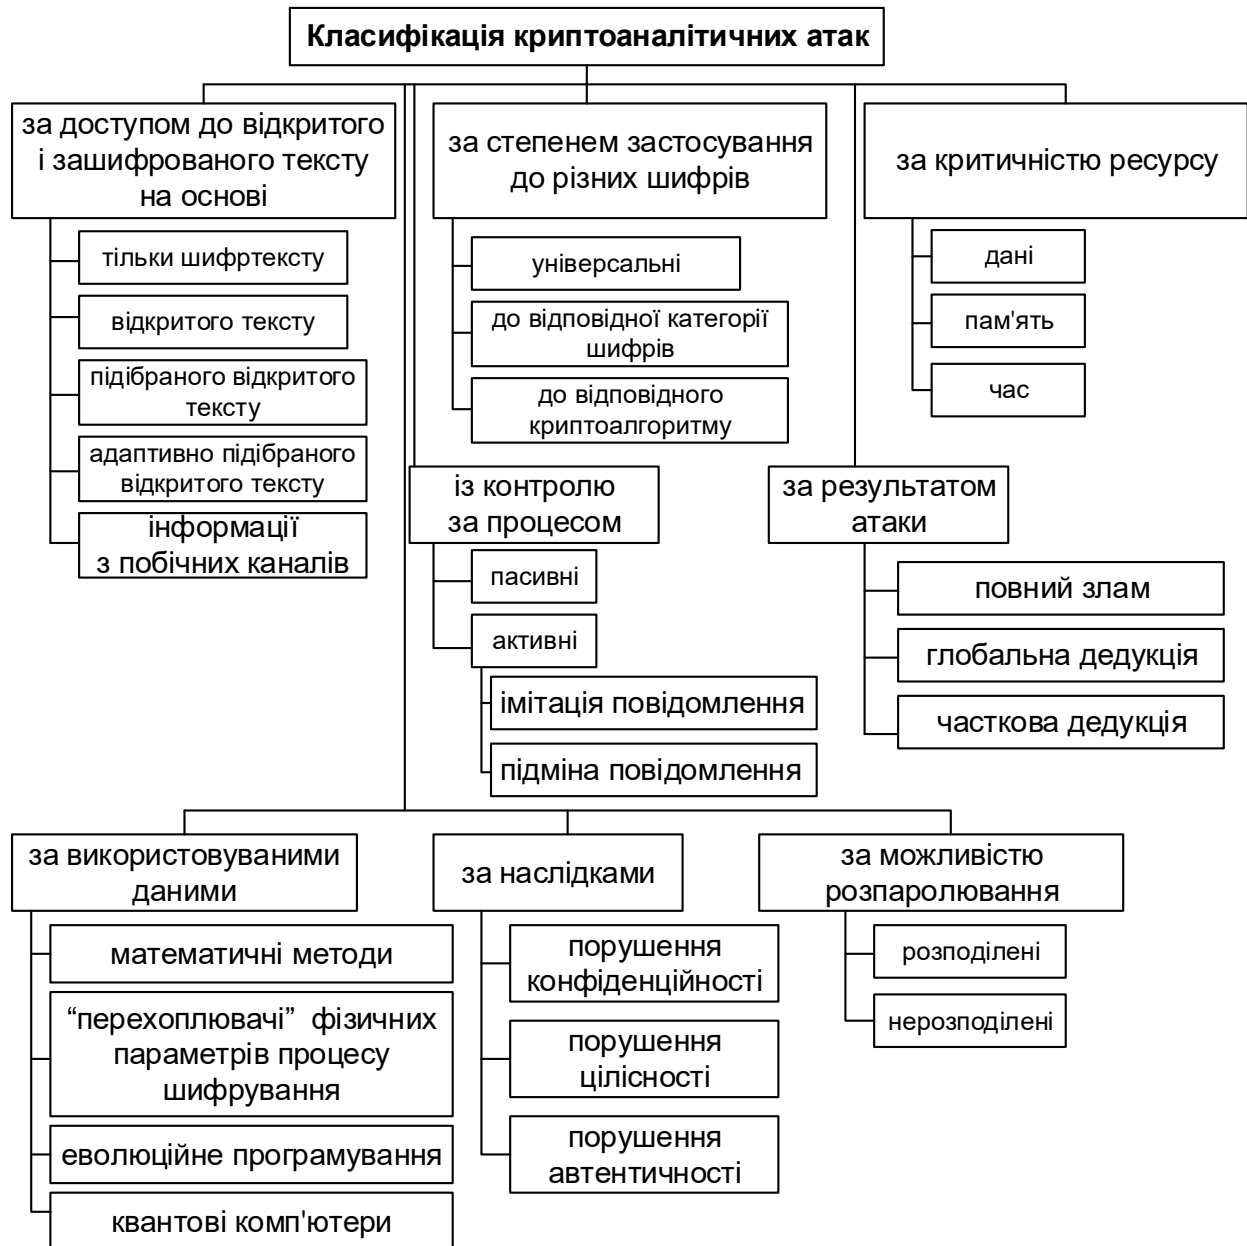 Класифікація криптоаналітичних атак
за доступом до відкритого
і зашифрованого тексту
на основі
тільки шифртексту
відкритого тексту
підібраного відкритого
тексту
адаптивно підібраного
відкритого тексту
інформації
з побічних каналів
за степенем застосування
до різних шифрів
універсальні
до відповідної категорії
шифрів
до відповідного
криптоалгоритму
за критичністю ресурсу
дані
пам'ять
час
із контролю
за процесом
пасивні
активні
імітація повідомлення
підміна повідомлення
за результатом
атаки
повний злам
глобальна дедукція
часткова дедукція
за використовуваними
даними
математичні методи
“перехоплювачі” фізичних
параметрів процесу
шифрування
еволюційне програмування
квантові комп'ютери
за наслідками
порушення
конфіденційності
порушення
цілісності
порушення
автентичності
за можливістю
розпаролювання
розподілені
нерозподілені